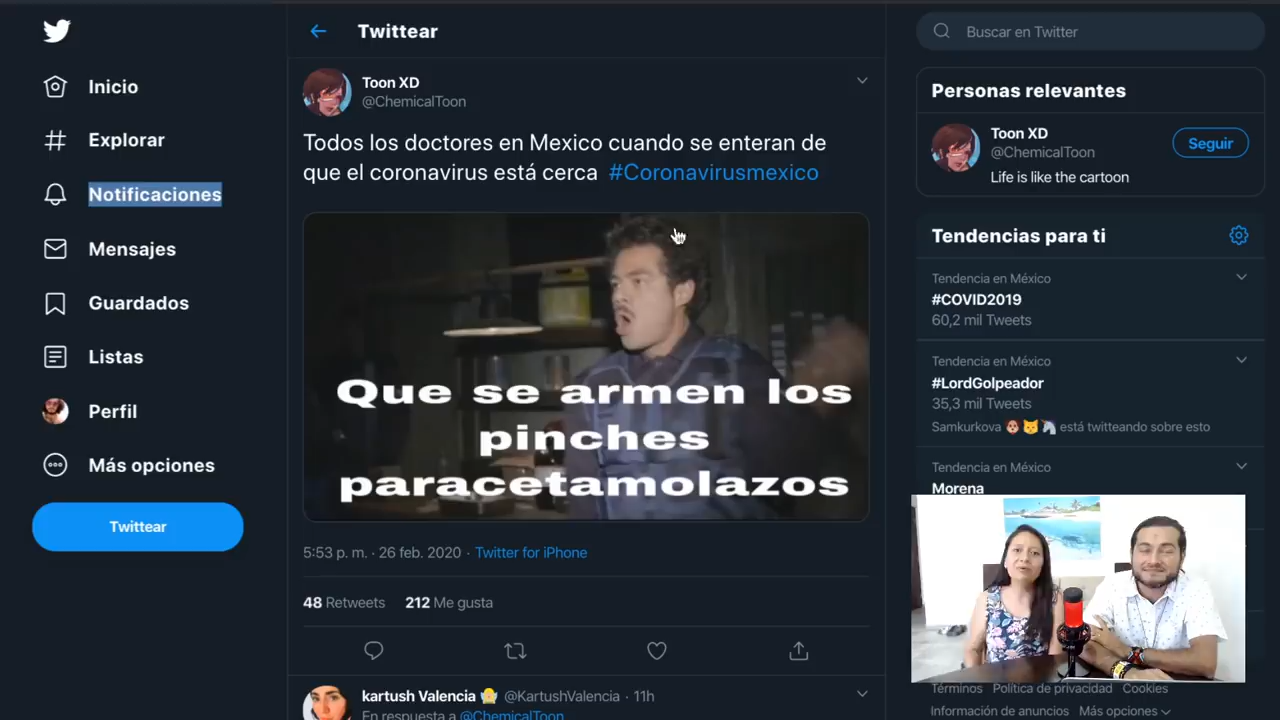 Inicio
Explorar
Notificaciones
Mensajes
Guardados
Listas
Perfil
Más opciones
Twittear
Twittear
Toon XD
@ChemicalToon
Todos los doctores en Mexico cuando se enteran de
que el coronavirus está cerca #Coronavirusmexico
Que se armen los
pinches
paracetamolazos
5:53 p. m. · 26 feb. 2020 · Twitter for iPhone
48 Retweets 212 Me gusta
kartush Valencia @KartushValencia · 11h
En respuesta a @ChemicalToon
Buscar en Twitter
Personas relevantes
Toon XD
@ChemicalToon
Seguir
Life is like the cartoon
Tendencias para ti
Tendencia en México
#COVID2019
60,2 mil Tweets
Tendencia en México
#LordGolpeador
35,3 mil Tweets
Samkurkova está twitteando sobre esto
Tendencia en México
Morena
Términos Política de privacidad Cookies
Información de anuncios Más opciones